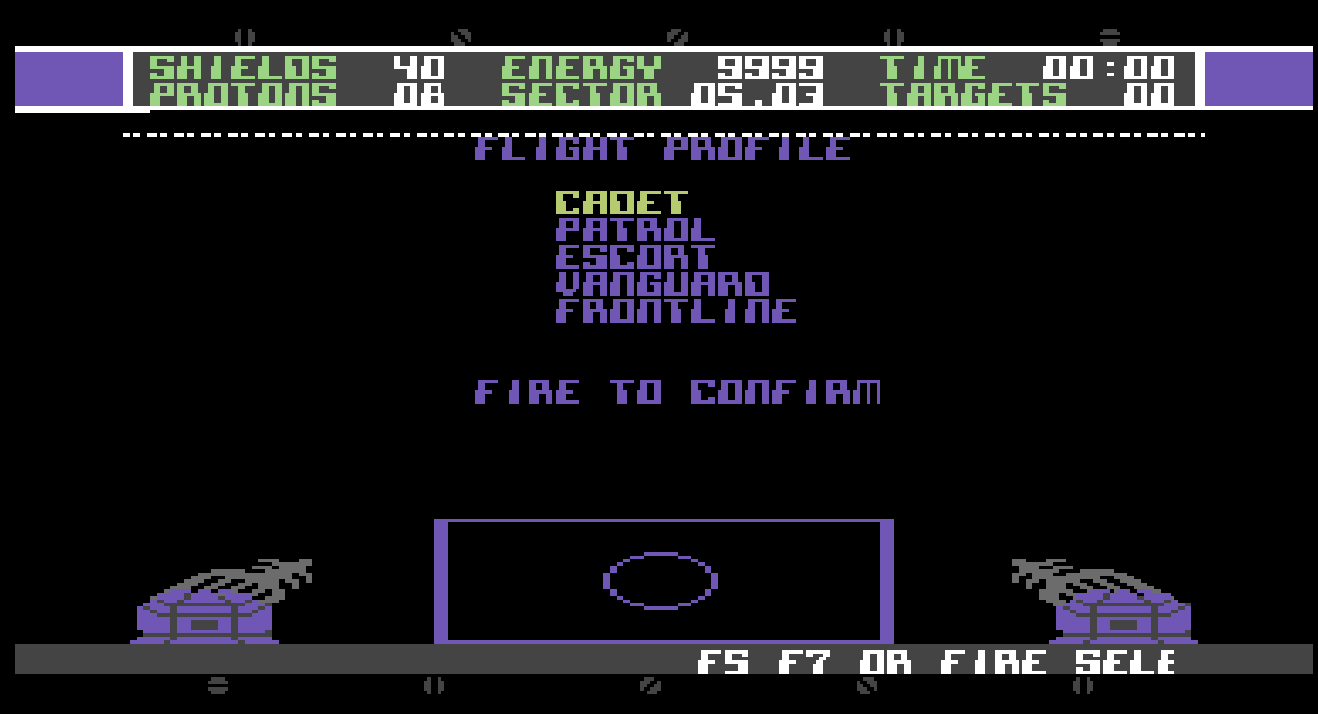 SHIELDS 40 ENERGY 9999 TIME 00:00
PROTONS 08 SECTOR 05.03 TARGETS 00
FLIGHT PROFILE
CADET
PATROL
ESCORT
VANGUARD
FRONTLINE
FIRE TO CONFIRM
F5 F7 OR FIRE SELE